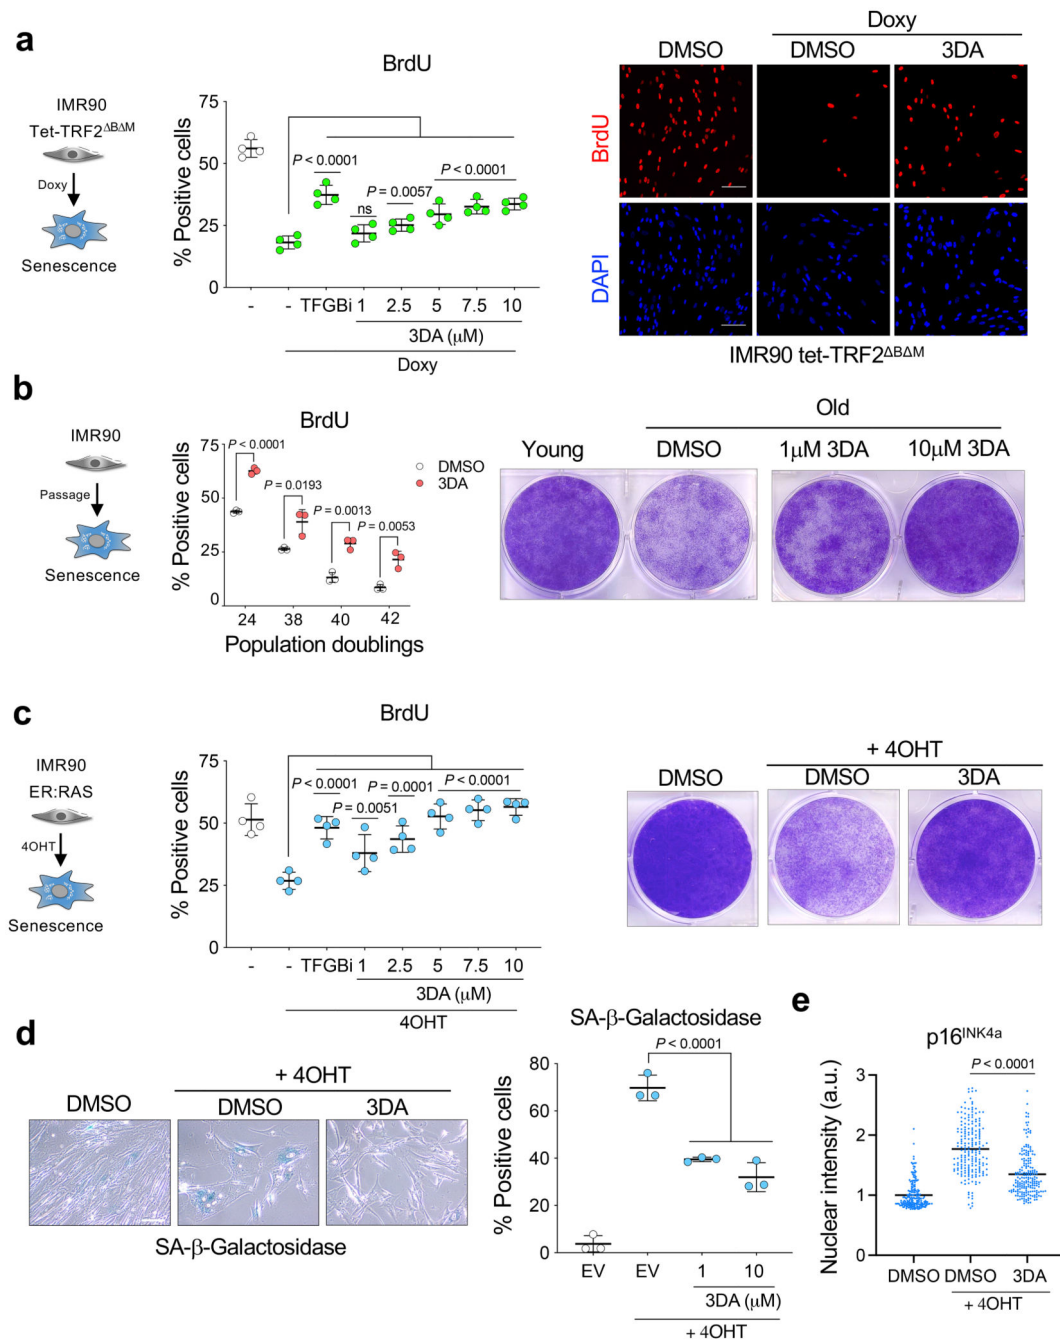 a
IMR90
Tet-TRF2ΔBΔM
Doxy
Senescence
BrdU
% Positive cells
75
50
25
0
P < 0.0001
ns
P = 0.0057
P < 0.0001
- - TFGBi 1 2.5 5 7.5 10
3DA (μM)
Doxy
Doxy
DMSO DMSO 3DA
BrdU
DAPI
IMR90 tet-TRF2ΔBΔM
b
IMR90
Passage
Senescence
BrdU
% Positive cells
75
50
25
0
P < 0.0001
P = 0.0193
P = 0.0013
P = 0.0053
DMSO
3DA
24 38 40 42
Population doublings
Old
Young DMSO 1μM 3DA 10μM 3DA
c
IMR90
ER:RAS
4OHT
Senescence
BrdU
% Positive cells
75
50
25
0
P < 0.0001
P = 0.0051
P = 0.0001
P < 0.0001
- - TFGBi 1 2.5 5 7.5 10
3DA (μM)
4OHT
+ 4OHT
DMSO DMSO 3DA
d
+ 4OHT
DMSO DMSO 3DA
SA-β-Galactosidase
SA-β-Galactosidase
P < 0.0001
% Positive cells
80
60
40
20
0
EV EV 1 10
3DA (μM)
+ 4OHT
e
p16INK4a
P < 0.0001
Nuclear intensity (a.u.)
3
2
1
0
DMSO DMSO 3DA
+ 4OHT